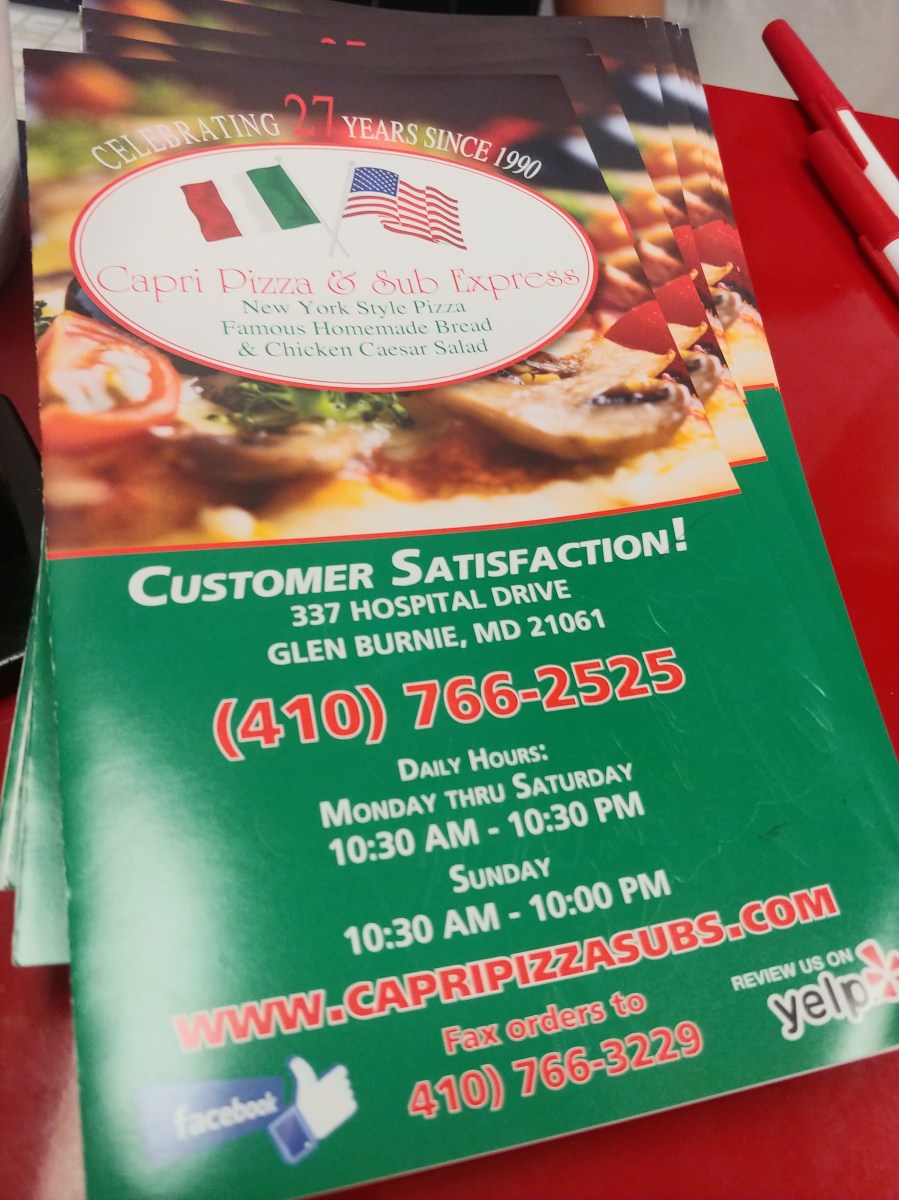 CELEBRATING 27 YEARS SINCE 1990
Capri Pizza & Sub Express
New York Style Pizza
Famous Homemade Bread
& Chicken Caesar Salad
CUSTOMER SATISFACTION!
337 HOSPITAL DRIVE
GLEN BURNIE, MD 21061
(410) 766-2525
DAILY HOURS:
MONDAY THRU SATURDAY
10:30 AM - 10:30 PM
SUNDAY
10:30 AM - 10:00 PM
WWW.CAPRIPIZZASUBS.COM
REVIEW US ON
yelp
Fax orders to
410) 766-3229
facebook